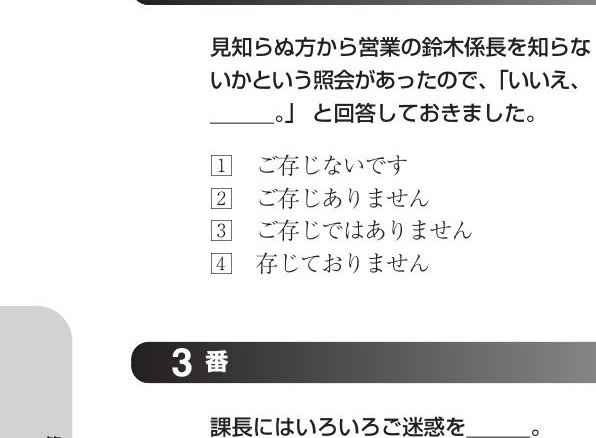 見知らぬ方から営業の鈴木係長を知らな
いかという照会があったので、「いいえ、
______。」 と回答しておきました。
1 ご存じないです
2 ご存じありません
3 ご存じではありません
4 存じておりません
3 番
課長にはいろいろご迷惑を______。